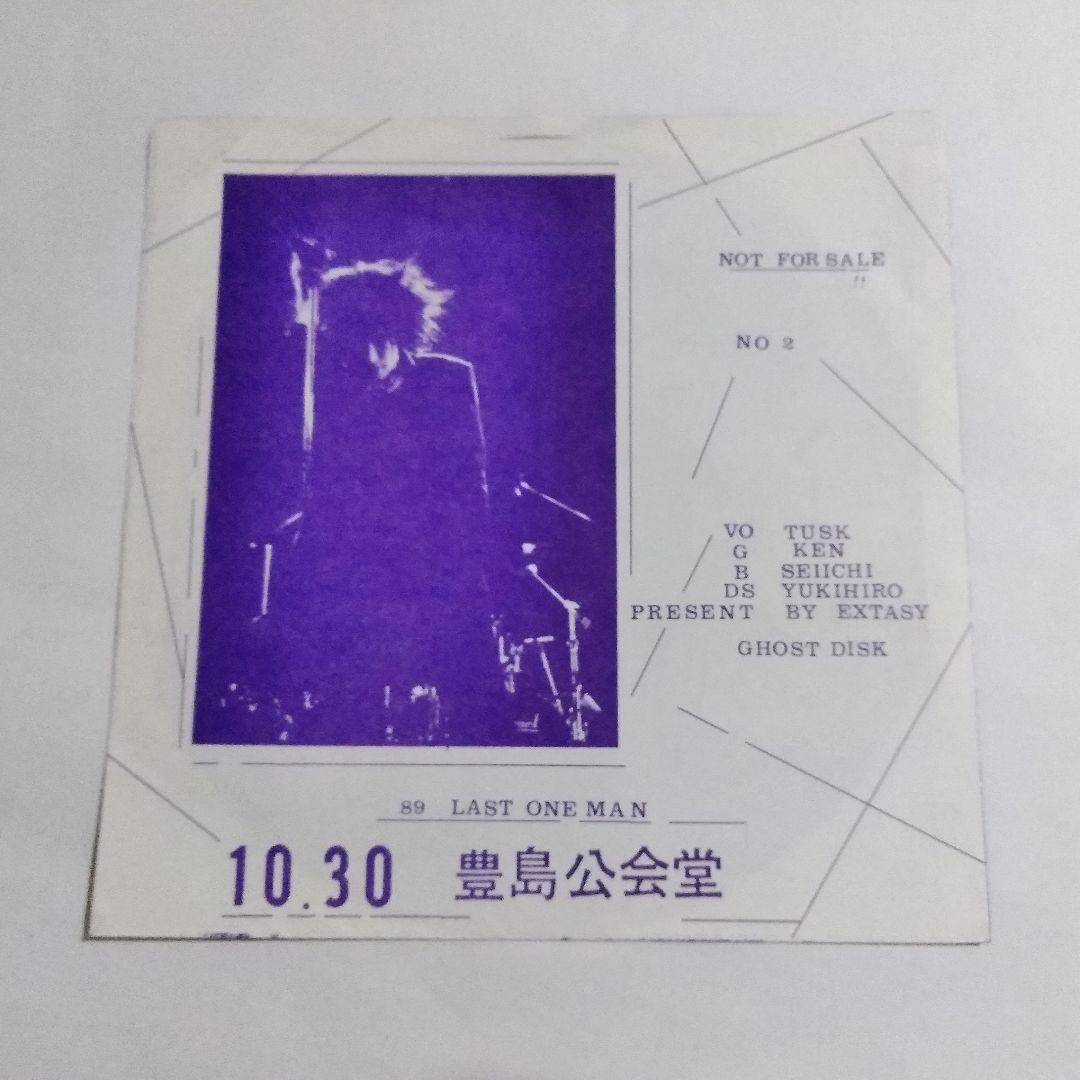 NOT FOR SALE
!!
NO 2
VO TUSK
G KEN
B SEIICHI
DS YUKIHIRO
PRESENT BY EXTASY
GHOST DISK
89 LAST ONE MAN
10.30 豊島公会堂